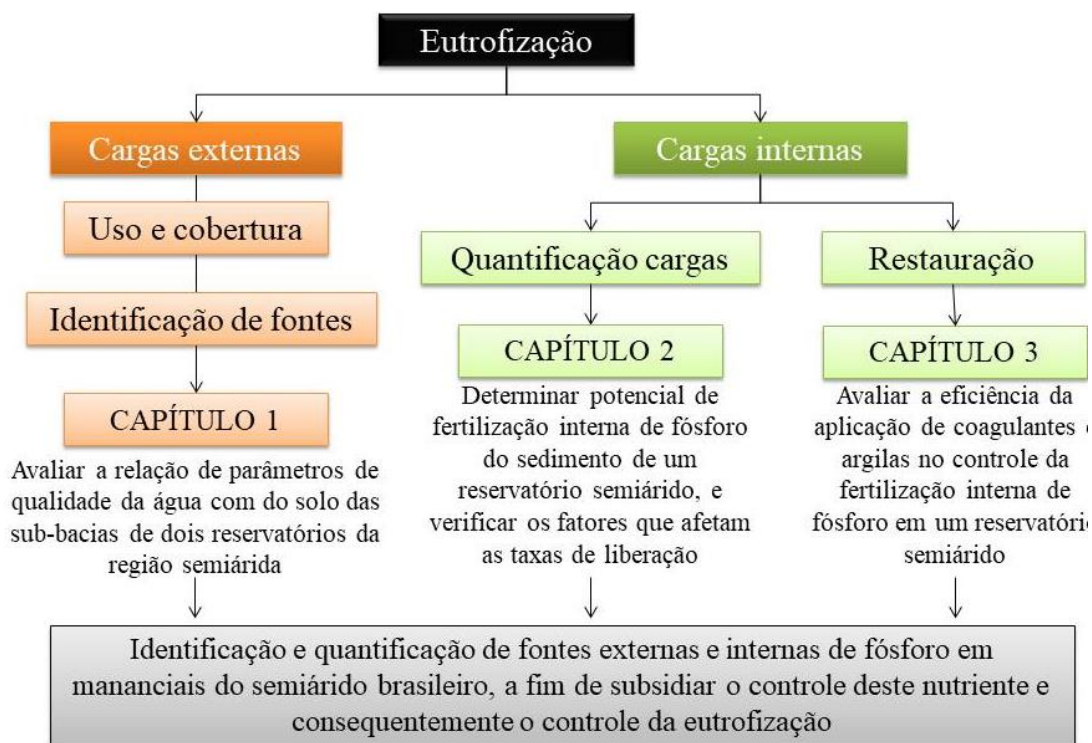 Eutrofização
Cargas externas
Cargas internas
Uso e cobertura
Identificação de fontes
CAPÍTULO 1
Avaliar a relação de parâmetros de
qualidade da água com do solo das
sub-bacias de dois reservatórios da
região semiárida
Quantificação cargas
CAPÍTULO 2
Determinar potencial de
fertilização interna de fósforo
do sedimento de um
reservatório semiárido, e
verificar os fatores que afetam
as taxas de liberação
Restauração
CAPÍTULO 3
Avaliar a eficiência da
aplicação de coagulantes
argilas no controle da
fertilização interna de
fósforo em um reservatóri
semiárido
Identificação e quantificação de fontes externas e internas de fósforo em
mananciais do semiárido brasileiro, a fim de subsidiar o controle deste nutriente e
consequentemente o controle da eutrofização